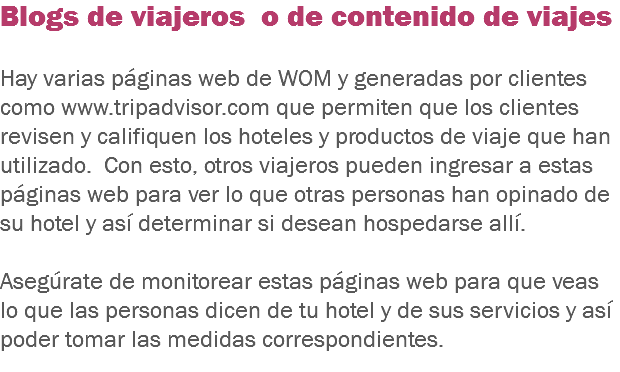 Blogs de viajeros  o de contenido de viajes
Hay varias páginas web de WOM y generadas por clientes
como www.tripadvisor.com que permiten que los clientes
revisen y califiquen los hoteles y productos de viaje que han
utilizado.  Con esto, otros viajeros pueden ingresar a estas
páginas web para ver lo que otras personas han opinado de
su hotel y así determinar si desean hospedarse allí.
Asegúrate de monitorear estas páginas web para que veas
lo que las personas dicen de tu hotel y de sus servicios y así
poder tomar las medidas correspondientes.